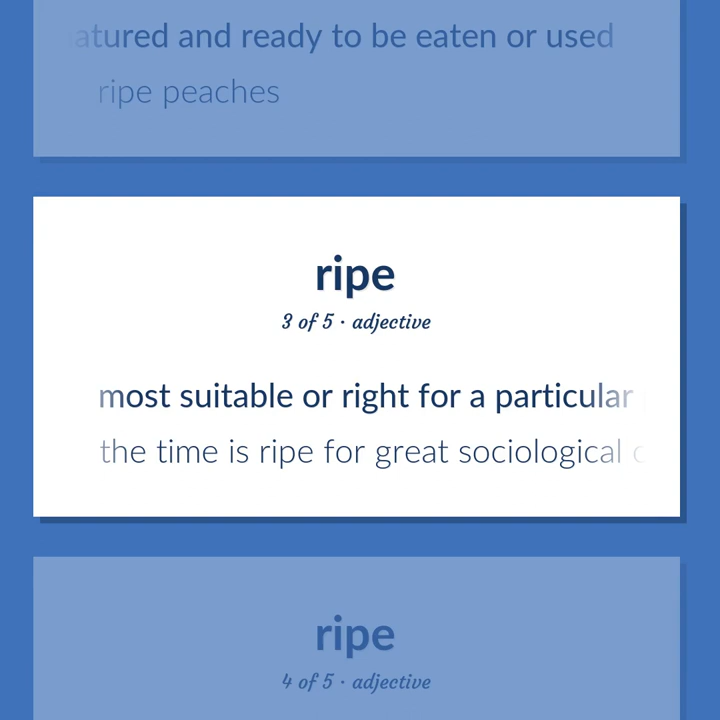 atured and ready to be eaten or used
ripe peaches
ripe
3 of 5 · adjective
most suitable or right for a particular
the time is ripe for great sociological
ripe
4 of 5 · adjective